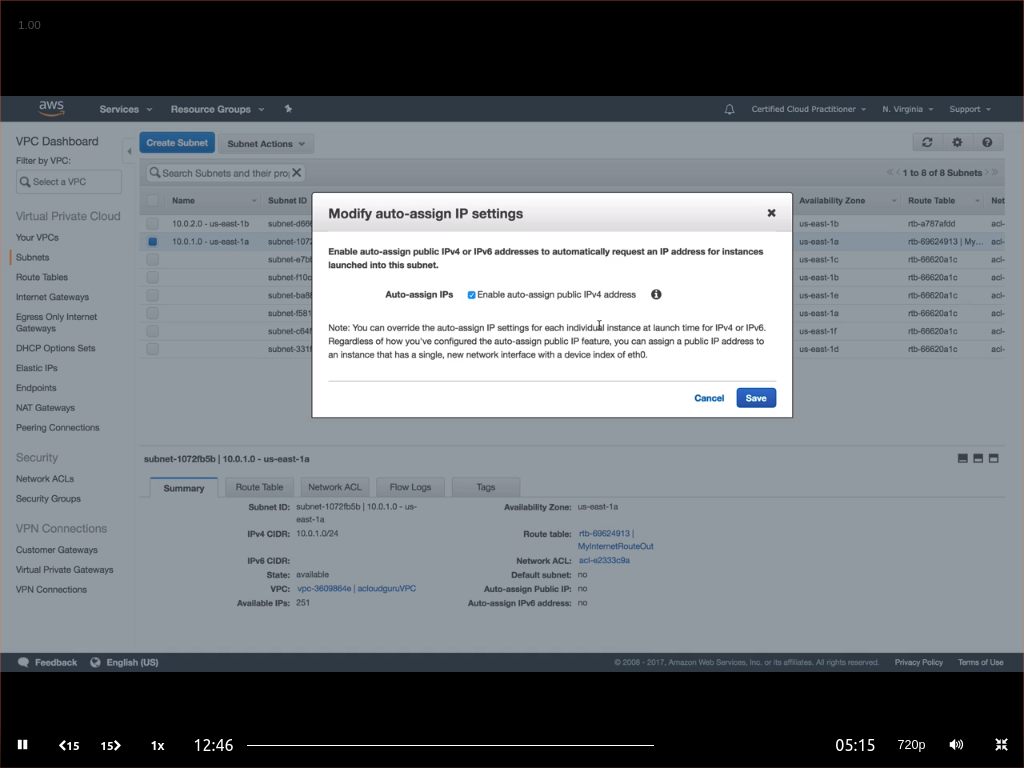 1.00
aws
Services
Resource Groups
Certified Cloud Practitioner
N. Virginia
Support
VPC Dashboard
Filter by VPC:
Select a VPC
Virtual Private Cloud
Your VPCs
Subnets
Route Tables
Internet Gateways
Egress Only Internet
Gateways
DHCP Options Sets
Elastic IPs
Endpoints
NAT Gateways
Peering Connections
Security
Network ACLs
Security Groups
VPN Connections
Customer Gateways
Virtual Private Gateways
VPN Connections
Create Subnet
Subnet Actions
Search Subnets and their pro
1 to 8 of 8 Subnets
Name Subnet ID Availability Zone Route Table Net
10.0.2.0 - us-east-1b subnet-d66 us-east-1b rtb-a787afdd acl-
10.0.1.0 - us-east-1a subnet-1072 us-east-1a rtb-69624913 | My... acl-
subnet-e7b us-east-1c rtb-66620a1c acl-
subnet-f10c us-east-1b rtb-66620a1c acl-
subnet-ba8 us-east-1e rtb-66620a1c acl-
subnet-f581 us-east-1a rtb-66620a1c acl-
subnet-c64f us-east-1f rtb-66620a1c acl-
subnet-331f us-east-1d rtb-66620a1c acl-
Modify auto-assign IP settings
Enable auto-assign public IPv4 or IPv6 addresses to automatically request an IP address for instances
launched into this subnet.
Auto-assign IPs Enable auto-assign public IPv4 address
Note: You can override the auto-assign IP settings for each individual instance at launch time for IPv4 or IPv6.
Regardless of how you've configured the auto-assign public IP feature, you can assign a public IP address to
an instance that has a single, new network interface with a device index of eth0.
Cancel Save
subnet-1072fb5b | 10.0.1.0 - us-east-1a
Summary Route Table Network ACL Flow Logs Tags
Subnet ID: subnet-1072fb5b | 10.0.1.0 - us-
east-1a
IPv4 CIDR: 10.0.1.0/24
IPv6 CIDR:
State: available
VPC: vpc-3609864e | acloudguruVPC
Available IPs: 251
Availability Zone: us-east-1a
Route table: rtb-69624913 |
MyInternetRouteOut
Network ACL: acl-e2333c9a
Default subnet: no
Auto-assign Public IP: no
Auto-assign IPv6 address: no
Feedback
English (US)
© 2008 - 2017, Amazon Web Services, Inc. or its affiliates. All rights reserved. Privacy Policy Terms of Use
15 15 1x 12:46 05:15 720p